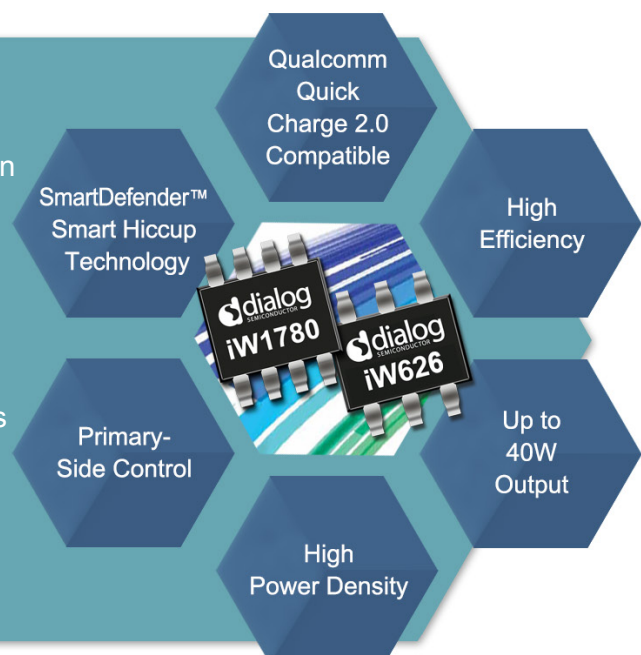 Qualcomm
Quick
Charge 2.0
Compatible
n
SmartDefender™
Smart Hiccup
Technology
High
Efficiency
dialog
SEMICONDUCTOR
iW1780
dialog
SEMICONDUCTOR
iW626
s
Primary-
Side Control
Up to
40W
Output
High
Power Density